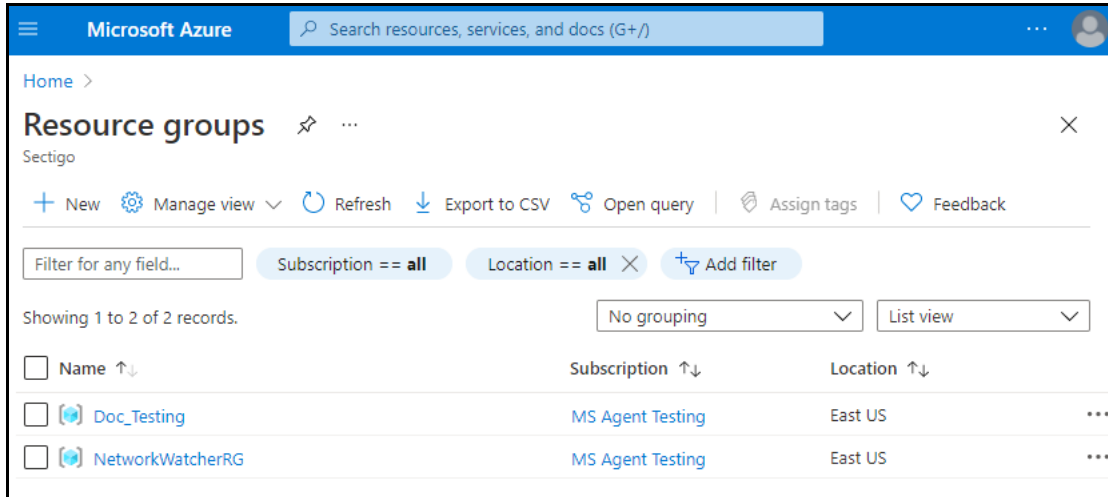 Microsoft Azure Search resources, services, and docs (G+/) ...
Home >
Resource groups ...
Sectigo
New Manage view Refresh Export to CSV Open query Assign tags Feedback
Filter for any field... Subscription == all Location == all Add filter
Showing 1 to 2 of 2 records. No grouping List view
Name Subscription Location
Doc_Testing MS Agent Testing East US ...
NetworkWatcherRG MS Agent Testing East US ...